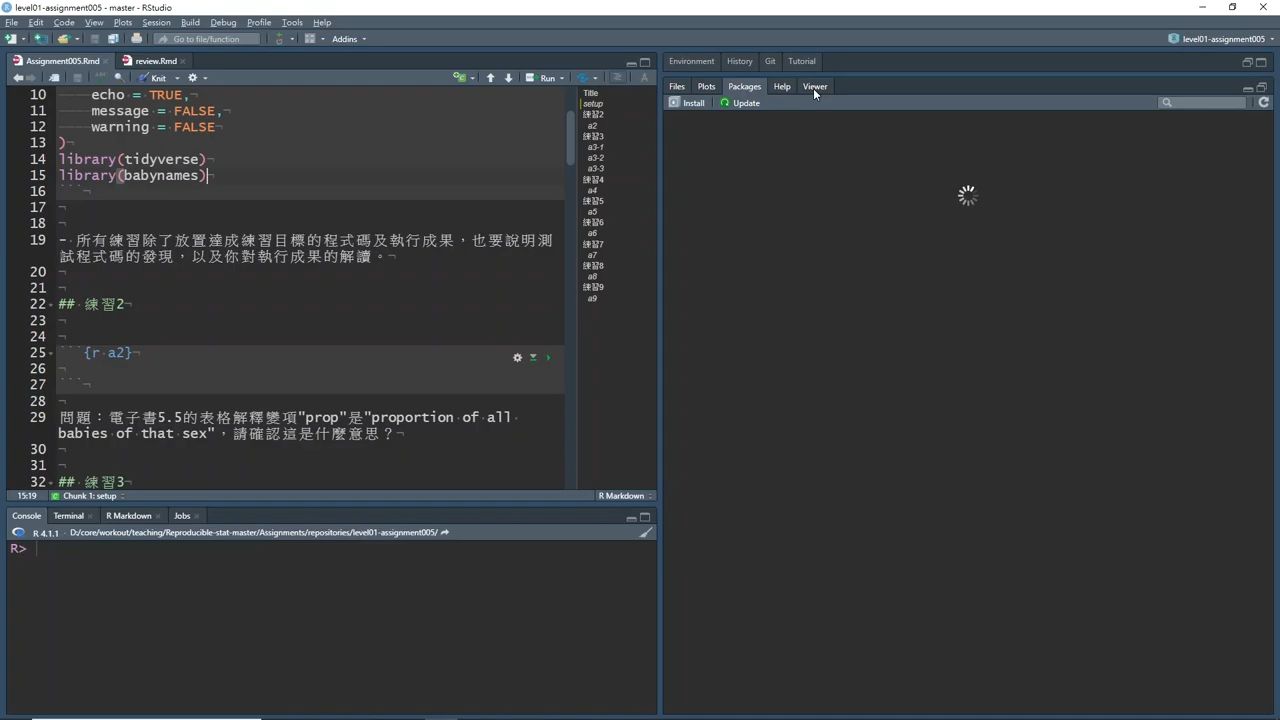 level01-assignment005 - master - RStudio
File Edit Code View Plots Session Build Debug Profile Tools Help
Go to file/function Addins level01-assignment005
Assignment005.Rmd review.Rmd
Knit Run
10 echo = TRUE,
11 message = FALSE,
12 warning = FALSE
13 )
14 library(tidyverse)
15 library(babynames)
16 ```
17
18
19 - 所有練習除了放置達成練習目標的程式碼及執行成果，也要說明測
試程式碼的發現，以及你對執行成果的解讀。
20
21
22 ## 練習2
23
24
25 ```{r a2}
26
27 ```
28
29 問題：電子書5.5的表格解釋變項"prop"是"proportion of all
babies of that sex"，請確認這是什麼意思？
30
31
32 ## 練習3
15:19 Chunk 1: setup R Markdown
Title
setup
練習2
a2
練習3
a3-1
a3-2
a3-3
練習4
a4
練習5
a5
練習6
a6
練習7
a7
練習8
a8
練習9
a9
Console Terminal R Markdown Jobs
R 4.1.1 · D:/core/workout/teaching/Reproducible-stat-master/Assignments/repositories/level01-assignment005/
R>
Environment History Git Tutorial
Files Plots Packages Help Viewer
Install Update